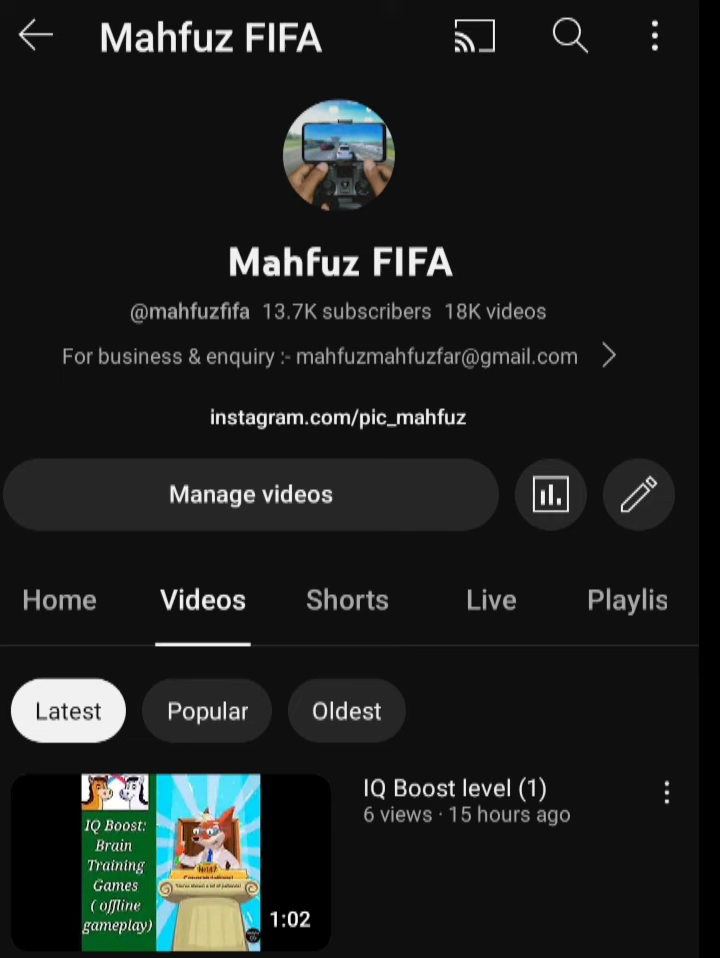 Mahfuz FIFA
Mahfuz FIFA
@mahfuzfifa 13.7K subscribers 18K videos
For business & enquiry :- mahfuzmahfuzfar@gmail.com
instagram.com/pic_mahfuz
Manage videos
Home Videos Shorts Live Playlis
Latest Popular Oldest
IQ Boost:
Brain
Training
Games
( offline
gameplay)
1:02
IQ Boost level (1)
6 views · 15 hours ago